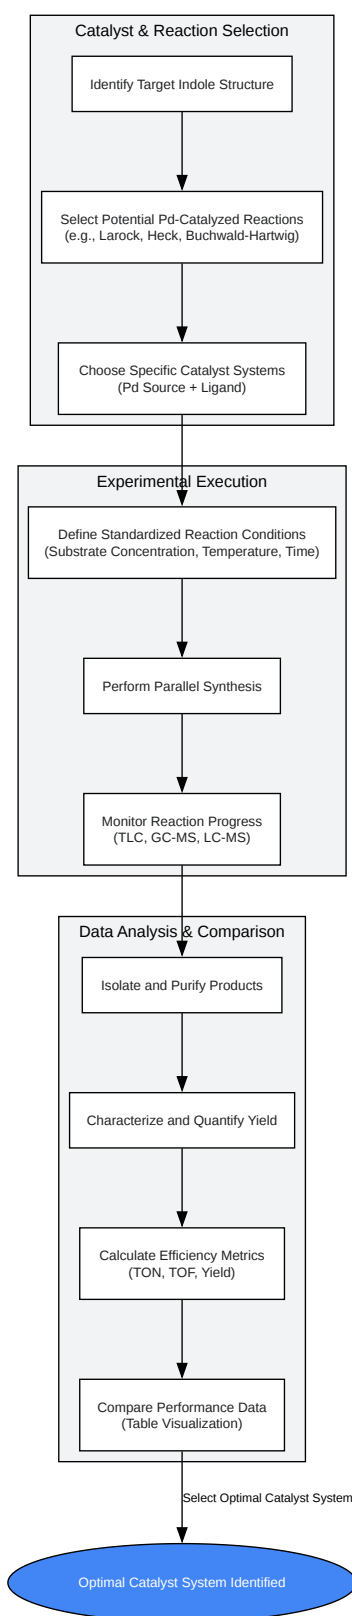 Catalyst & Reaction Selection
Identify Target Indole Structure
Select Potential Pd-Catalyzed Reactions
(e.g., Larock, Heck, Buchwald-Hartwig)
Choose Specific Catalyst Systems
(Pd Source + Ligand)
Experimental Execution
Define Standardized Reaction Conditions
(Substrate Concentration, Temperature, Time)
Perform Parallel Synthesis
Monitor Reaction Progress
(TLC, GC-MS, LC-MS)
Data Analysis & Comparison
Isolate and Purify Products
Characterize and Quantify Yield
Calculate Efficiency Metrics
(TON, TOF, Yield)
Compare Performance Data
(Table Visualization)
Select Optimal Catalyst System
Optimal Catalyst System Identified